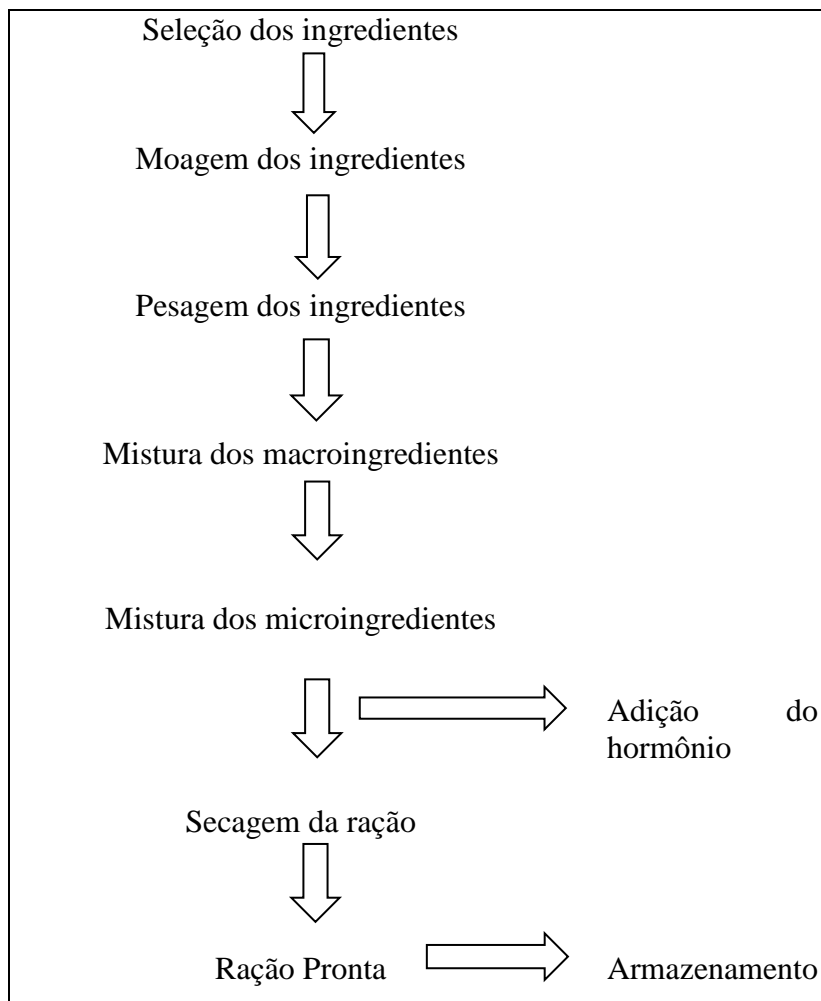 Seleção dos ingredientes
Moagem dos ingredientes
Pesagem dos ingredientes
Mistura dos macroingredientes
Mistura dos microingredientes
Adição do
hormônio
Secagem da ração
Ração Pronta
Armazenamento